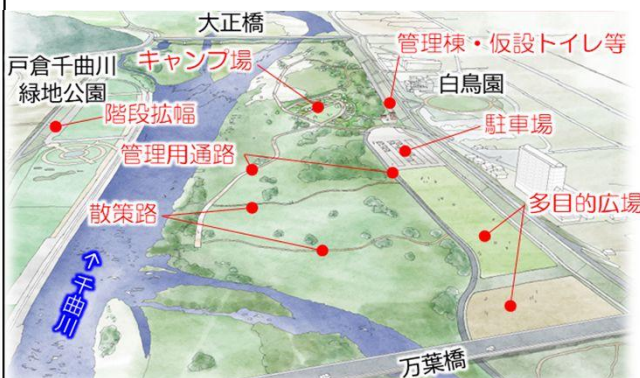 大正橋
戸倉千曲川
緑地公園
キャンプ場
管理棟・仮設トイレ等
白鳥園
階段拡幅
駐車場
管理用通路
散策路
多目的広場
↑千曲川
万葉橋